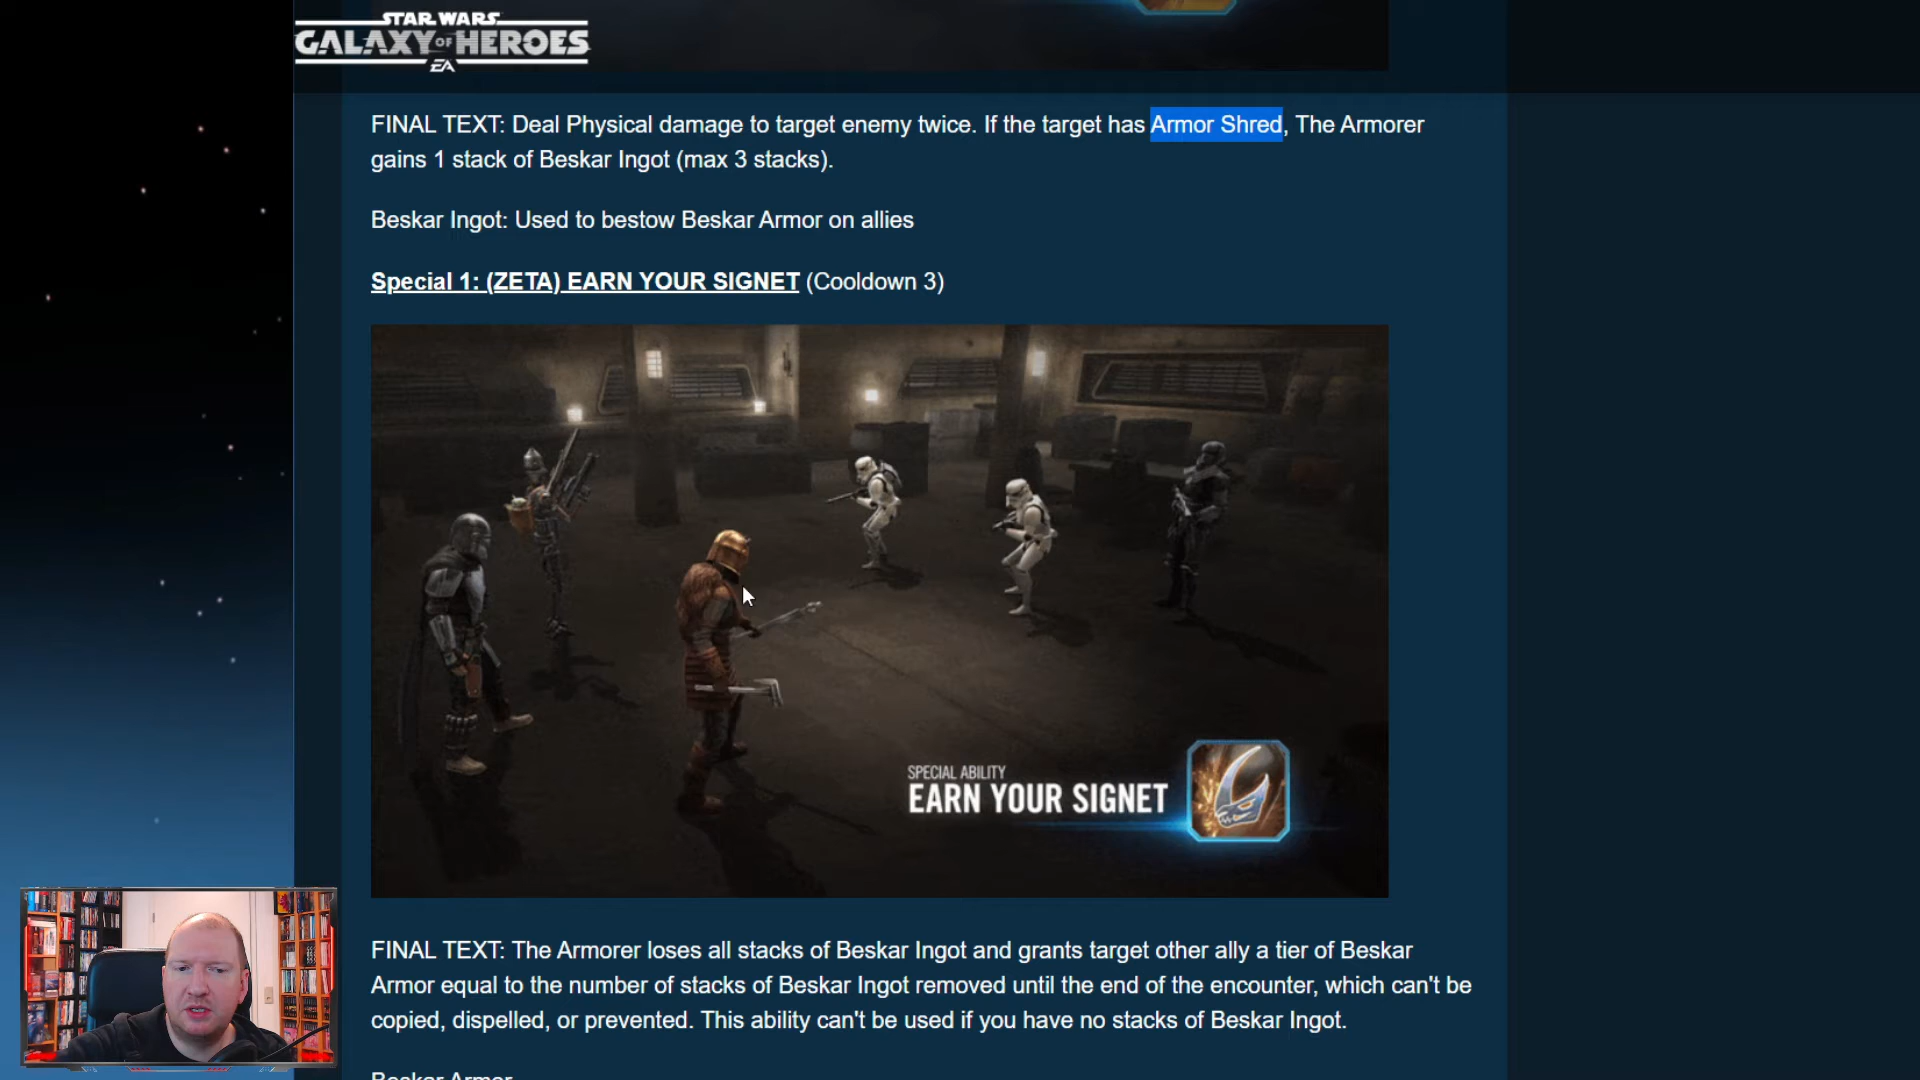 STAR WARS
GALAXY OF HEROES
EA
FINAL TEXT: Deal Physical damage to target enemy twice. If the target has Armor Shred, The Armorer
gains 1 stack of Beskar Ingot (max 3 stacks).
Beskar Ingot: Used to bestow Beskar Armor on allies
Special 1: (ZETA) EARN YOUR SIGNET (Cooldown 3)
SPECIAL ABILITY
EARN YOUR SIGNET
FINAL TEXT: The Armorer loses all stacks of Beskar Ingot and grants target other ally a tier of Beskar
Armor equal to the number of stacks of Beskar Ingot removed until the end of the encounter, which can't be
copied, dispelled, or prevented. This ability can't be used if you have no stacks of Beskar Ingot.
Beskar Armor